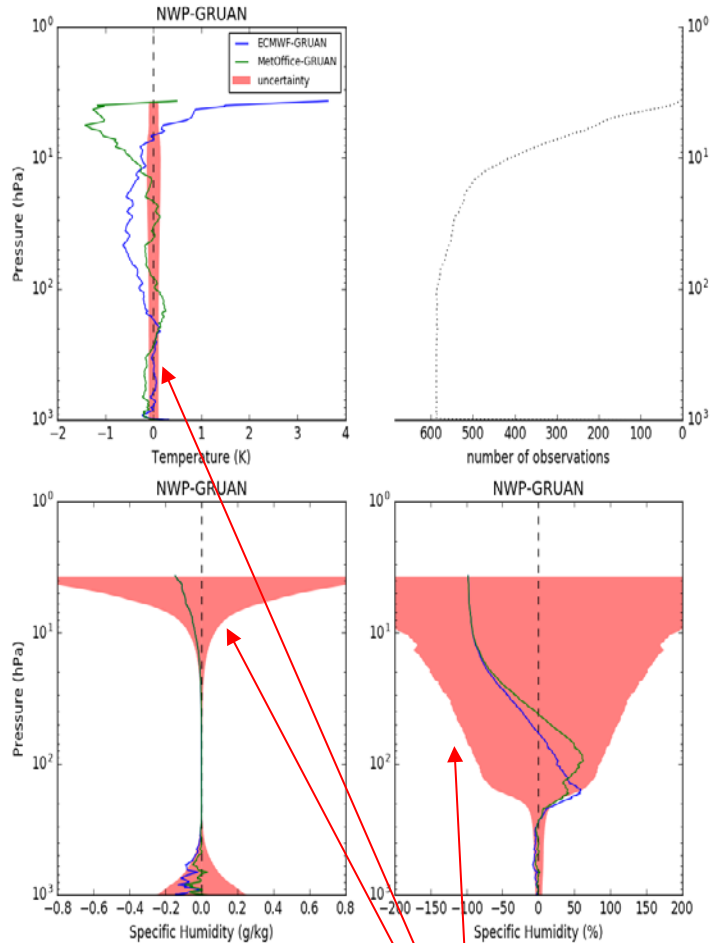 NWP-GRUAN
ECMWF-GRUAN
MetOffice-GRUAN
uncertainty
10⁰
10¹
10²
10³
Pressure (hPa)
−2 −1 0 1 2 3 4
Temperature (K)
10⁰
10¹
10²
10³
600 500 400 300 200 100 0
number of observations
NWP-GRUAN
10⁰
10¹
10²
10³
Pressure (hPa)
−0.8 −0.6 −0.4 −0.2 0.0 0.2 0.4 0.6 0.8
Specific Humidity (g/kg)
NWP-GRUAN
10⁰
10¹
10²
10³
−200 −150 −100 −50 0 50 100 150 200
Specific Humidity (%)